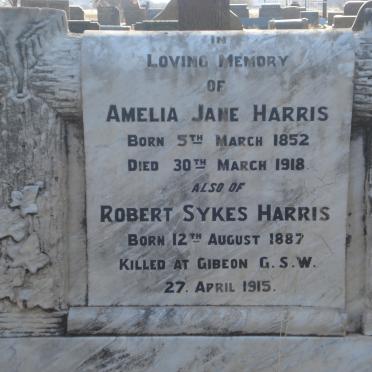 IN
LOVING MEMORY
OF
AMELIA JANE HARRIS
BORN 5TH MARCH 1852
DIED 30TH MARCH 1918
ALSO OF
ROBERT SYKES HARRIS
BORN 12TH AUGUST 1887
KILLED AT GIBEON G.S.W.
27. APRIL 1915.